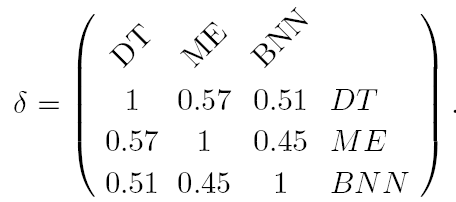 DT ME BNN
δ = ( 1 0.57 0.51 DT
0.57 1 0.45 ME
0.51 0.45 1 BNN ) .